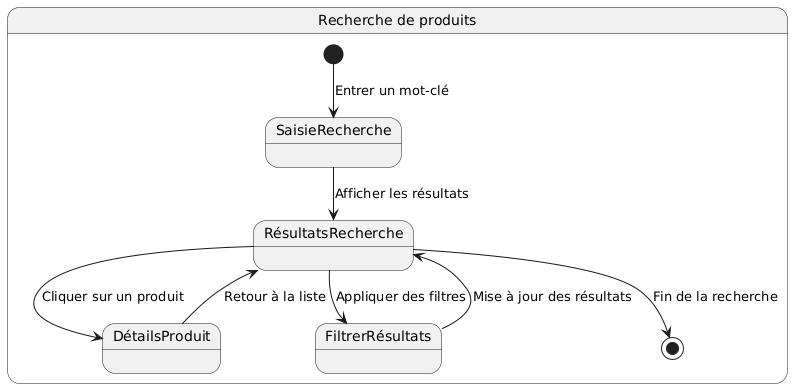 Recherche de produits
Entrer un mot-clé
SaisieRecherche
Afficher les résultats
RésultatsRecherche
Cliquer sur un produit
Retour à la liste
Appliquer des filtres
Mise à jour des résultats
Fin de la recherche
DétailsProduit
FiltrerRésultats